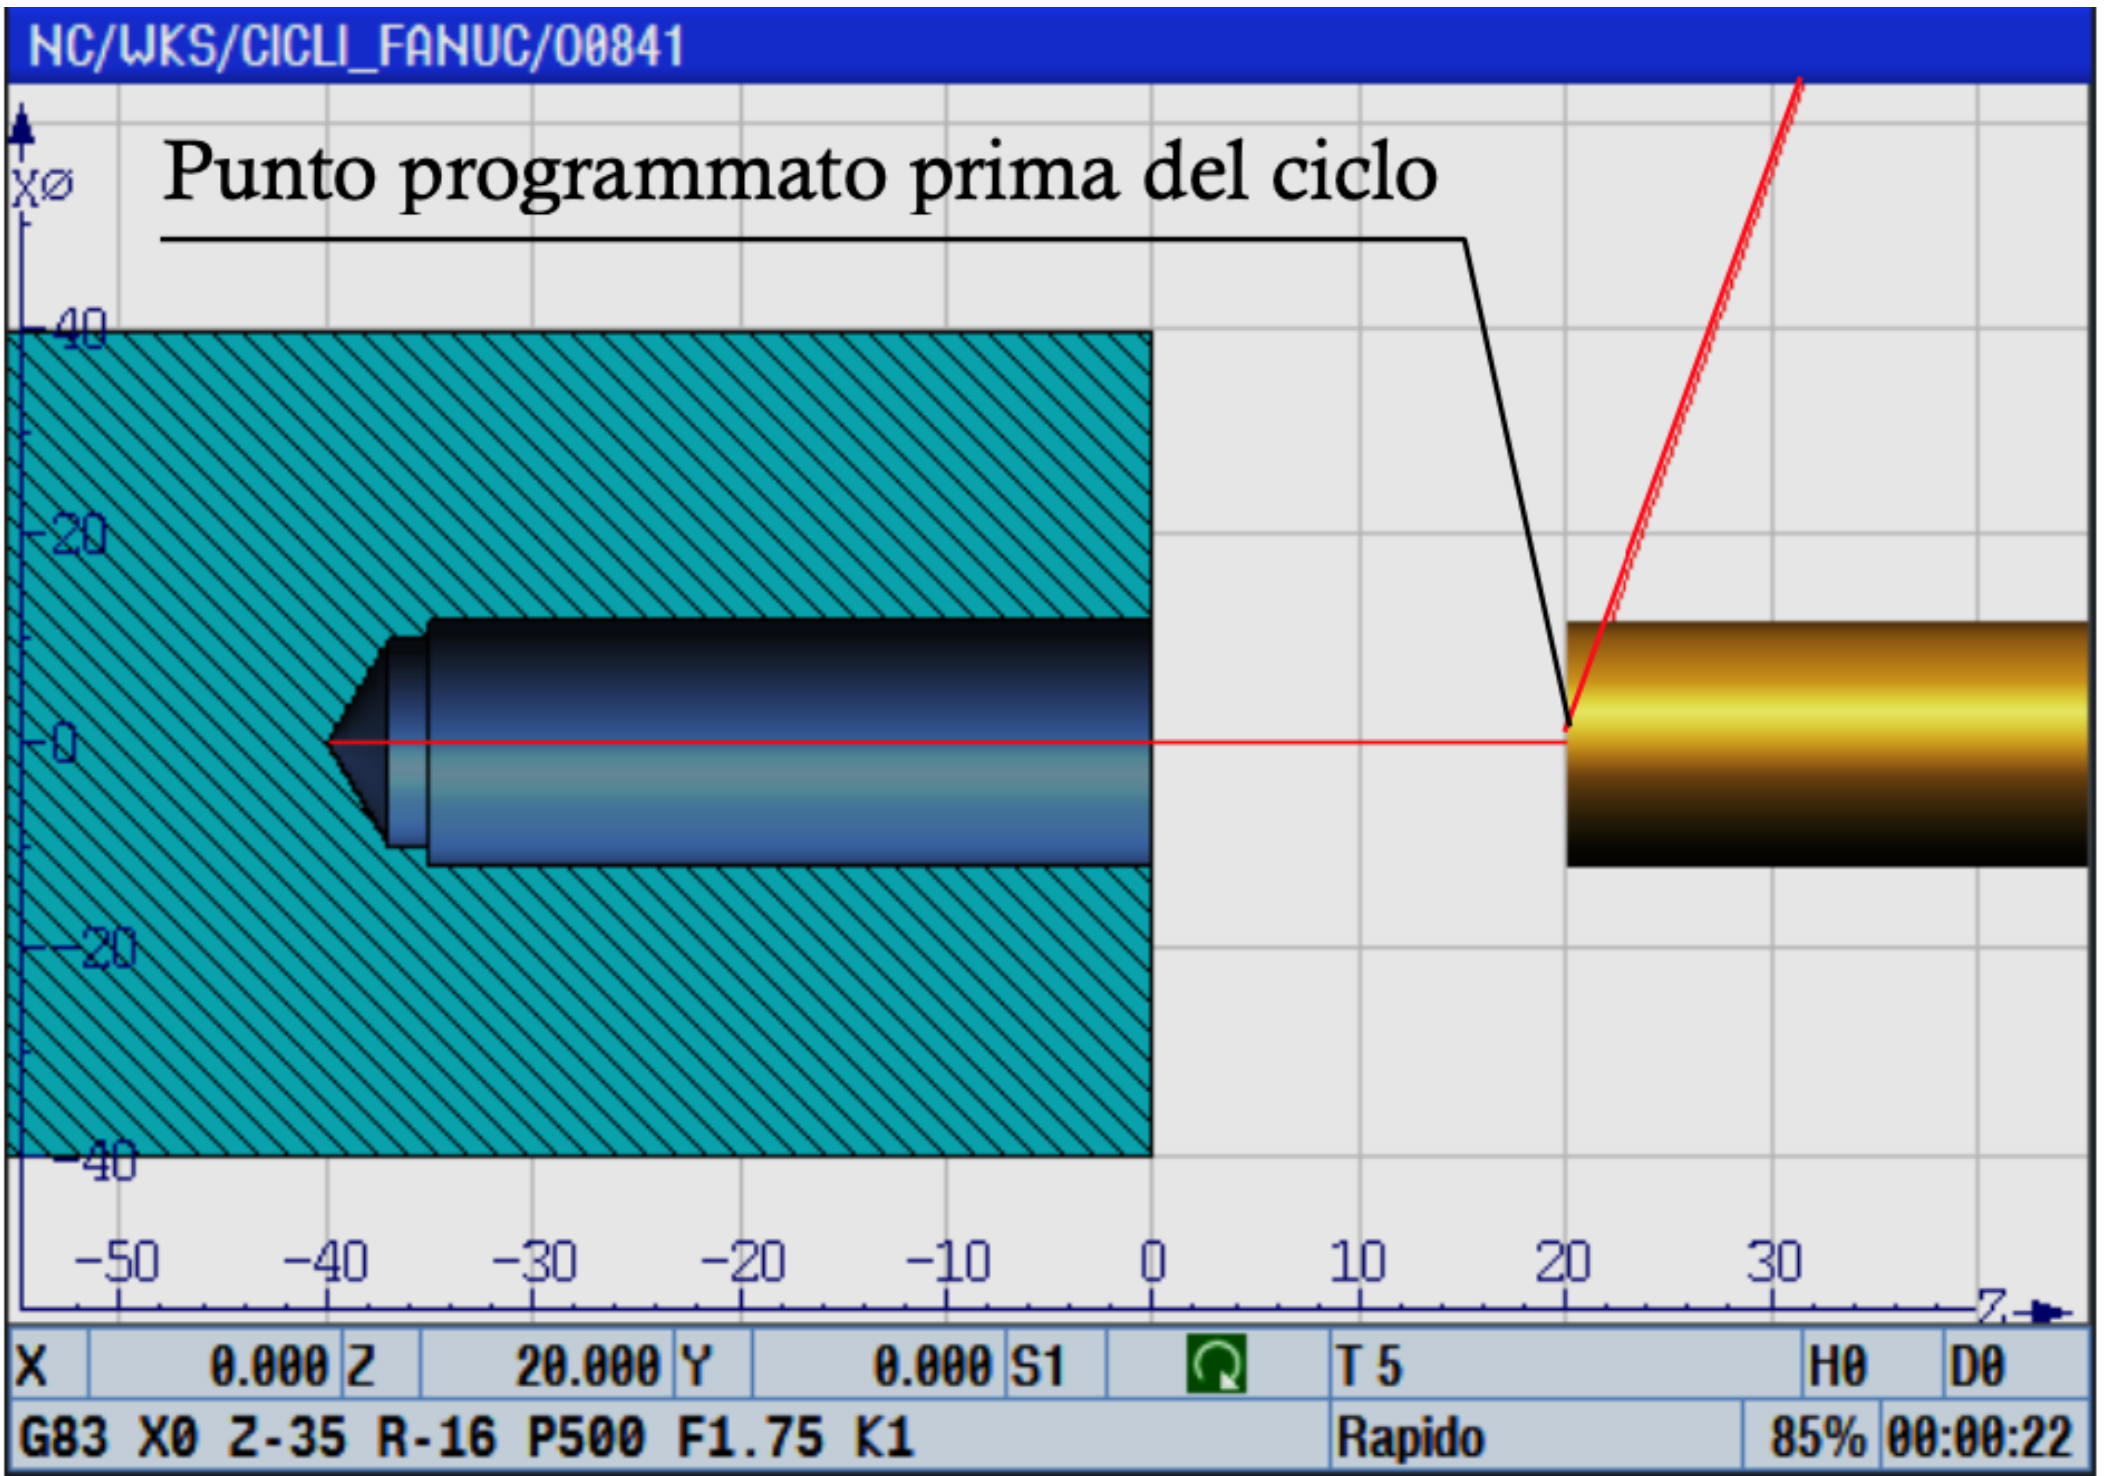 NC/WKS/CICLI_FANUC/O0841
XØ
Punto programmato prima del ciclo
40
20
0
-20
-40
-50 -40 -30 -20 -10 0 10 20 30 Z
X 0.000 Z 20.000 Y 0.000 S1 T 5 H0 D0
G83 X0 Z-35 R-16 P500 F1.75 K1 Rapido 85% 00:00:22